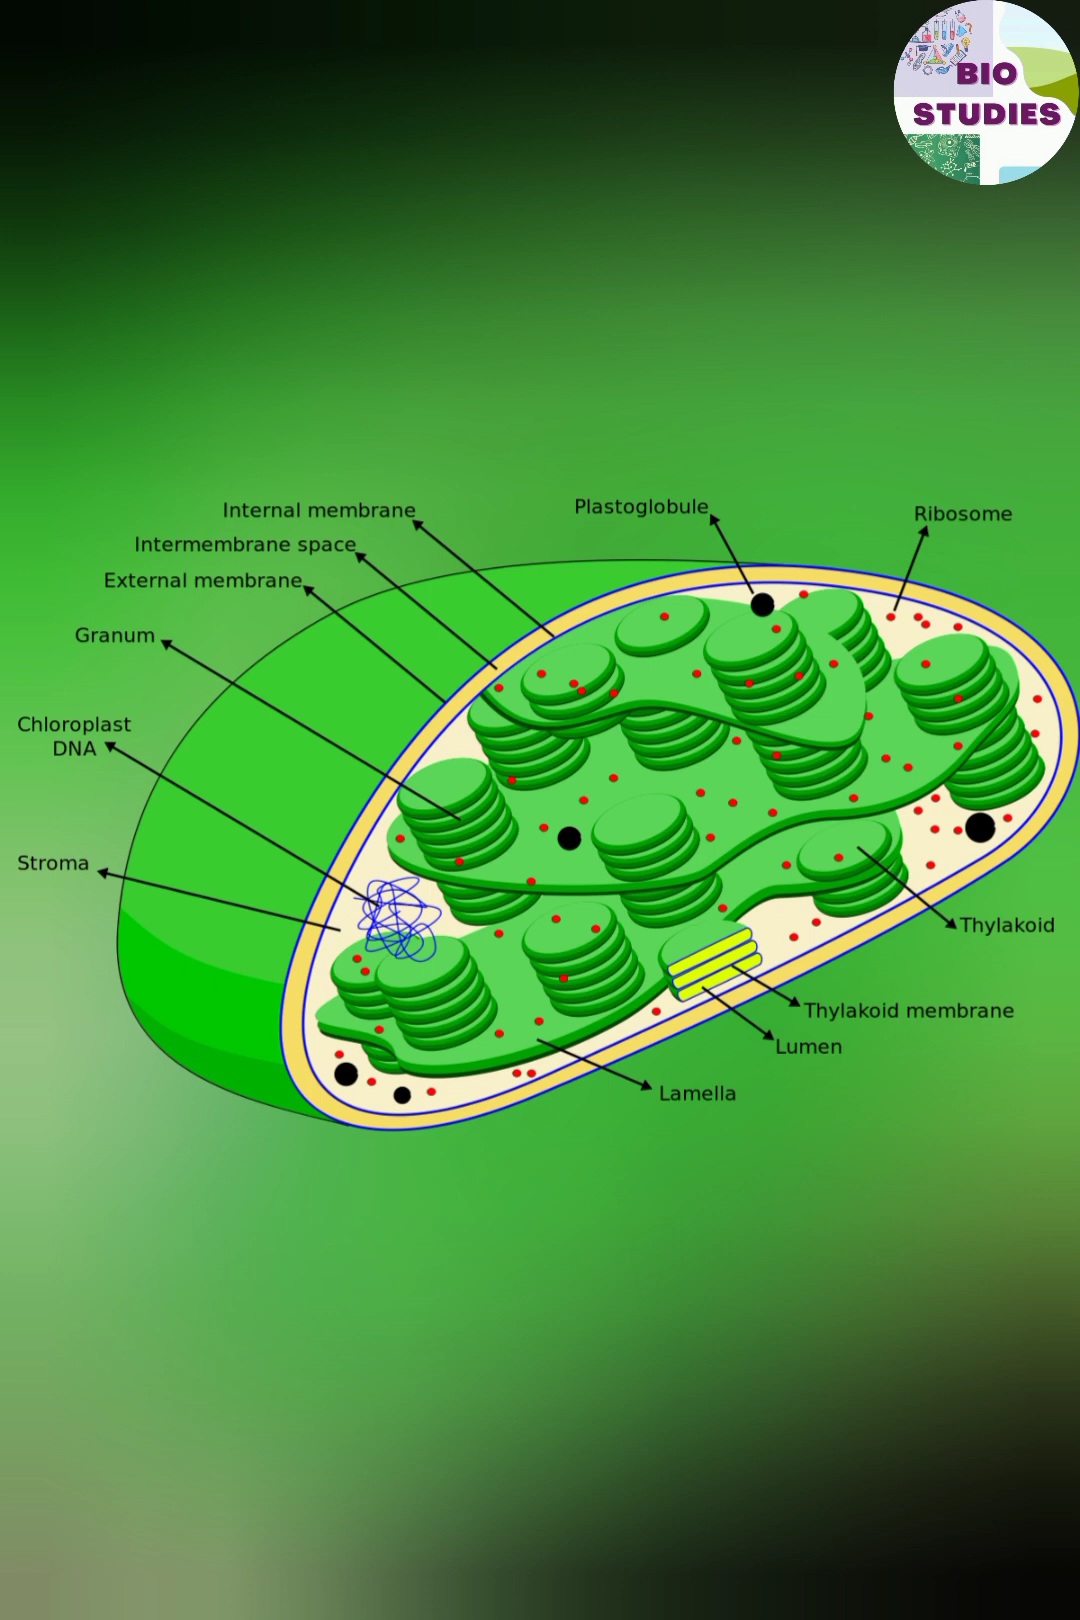 BIO
STUDIES
Internal membrane
Plastoglobule
Ribosome
Intermembrane space
External membrane
Granum
Chloroplast
DNA
Stroma
Thylakoid
Thylakoid membrane
Lumen
Lamella